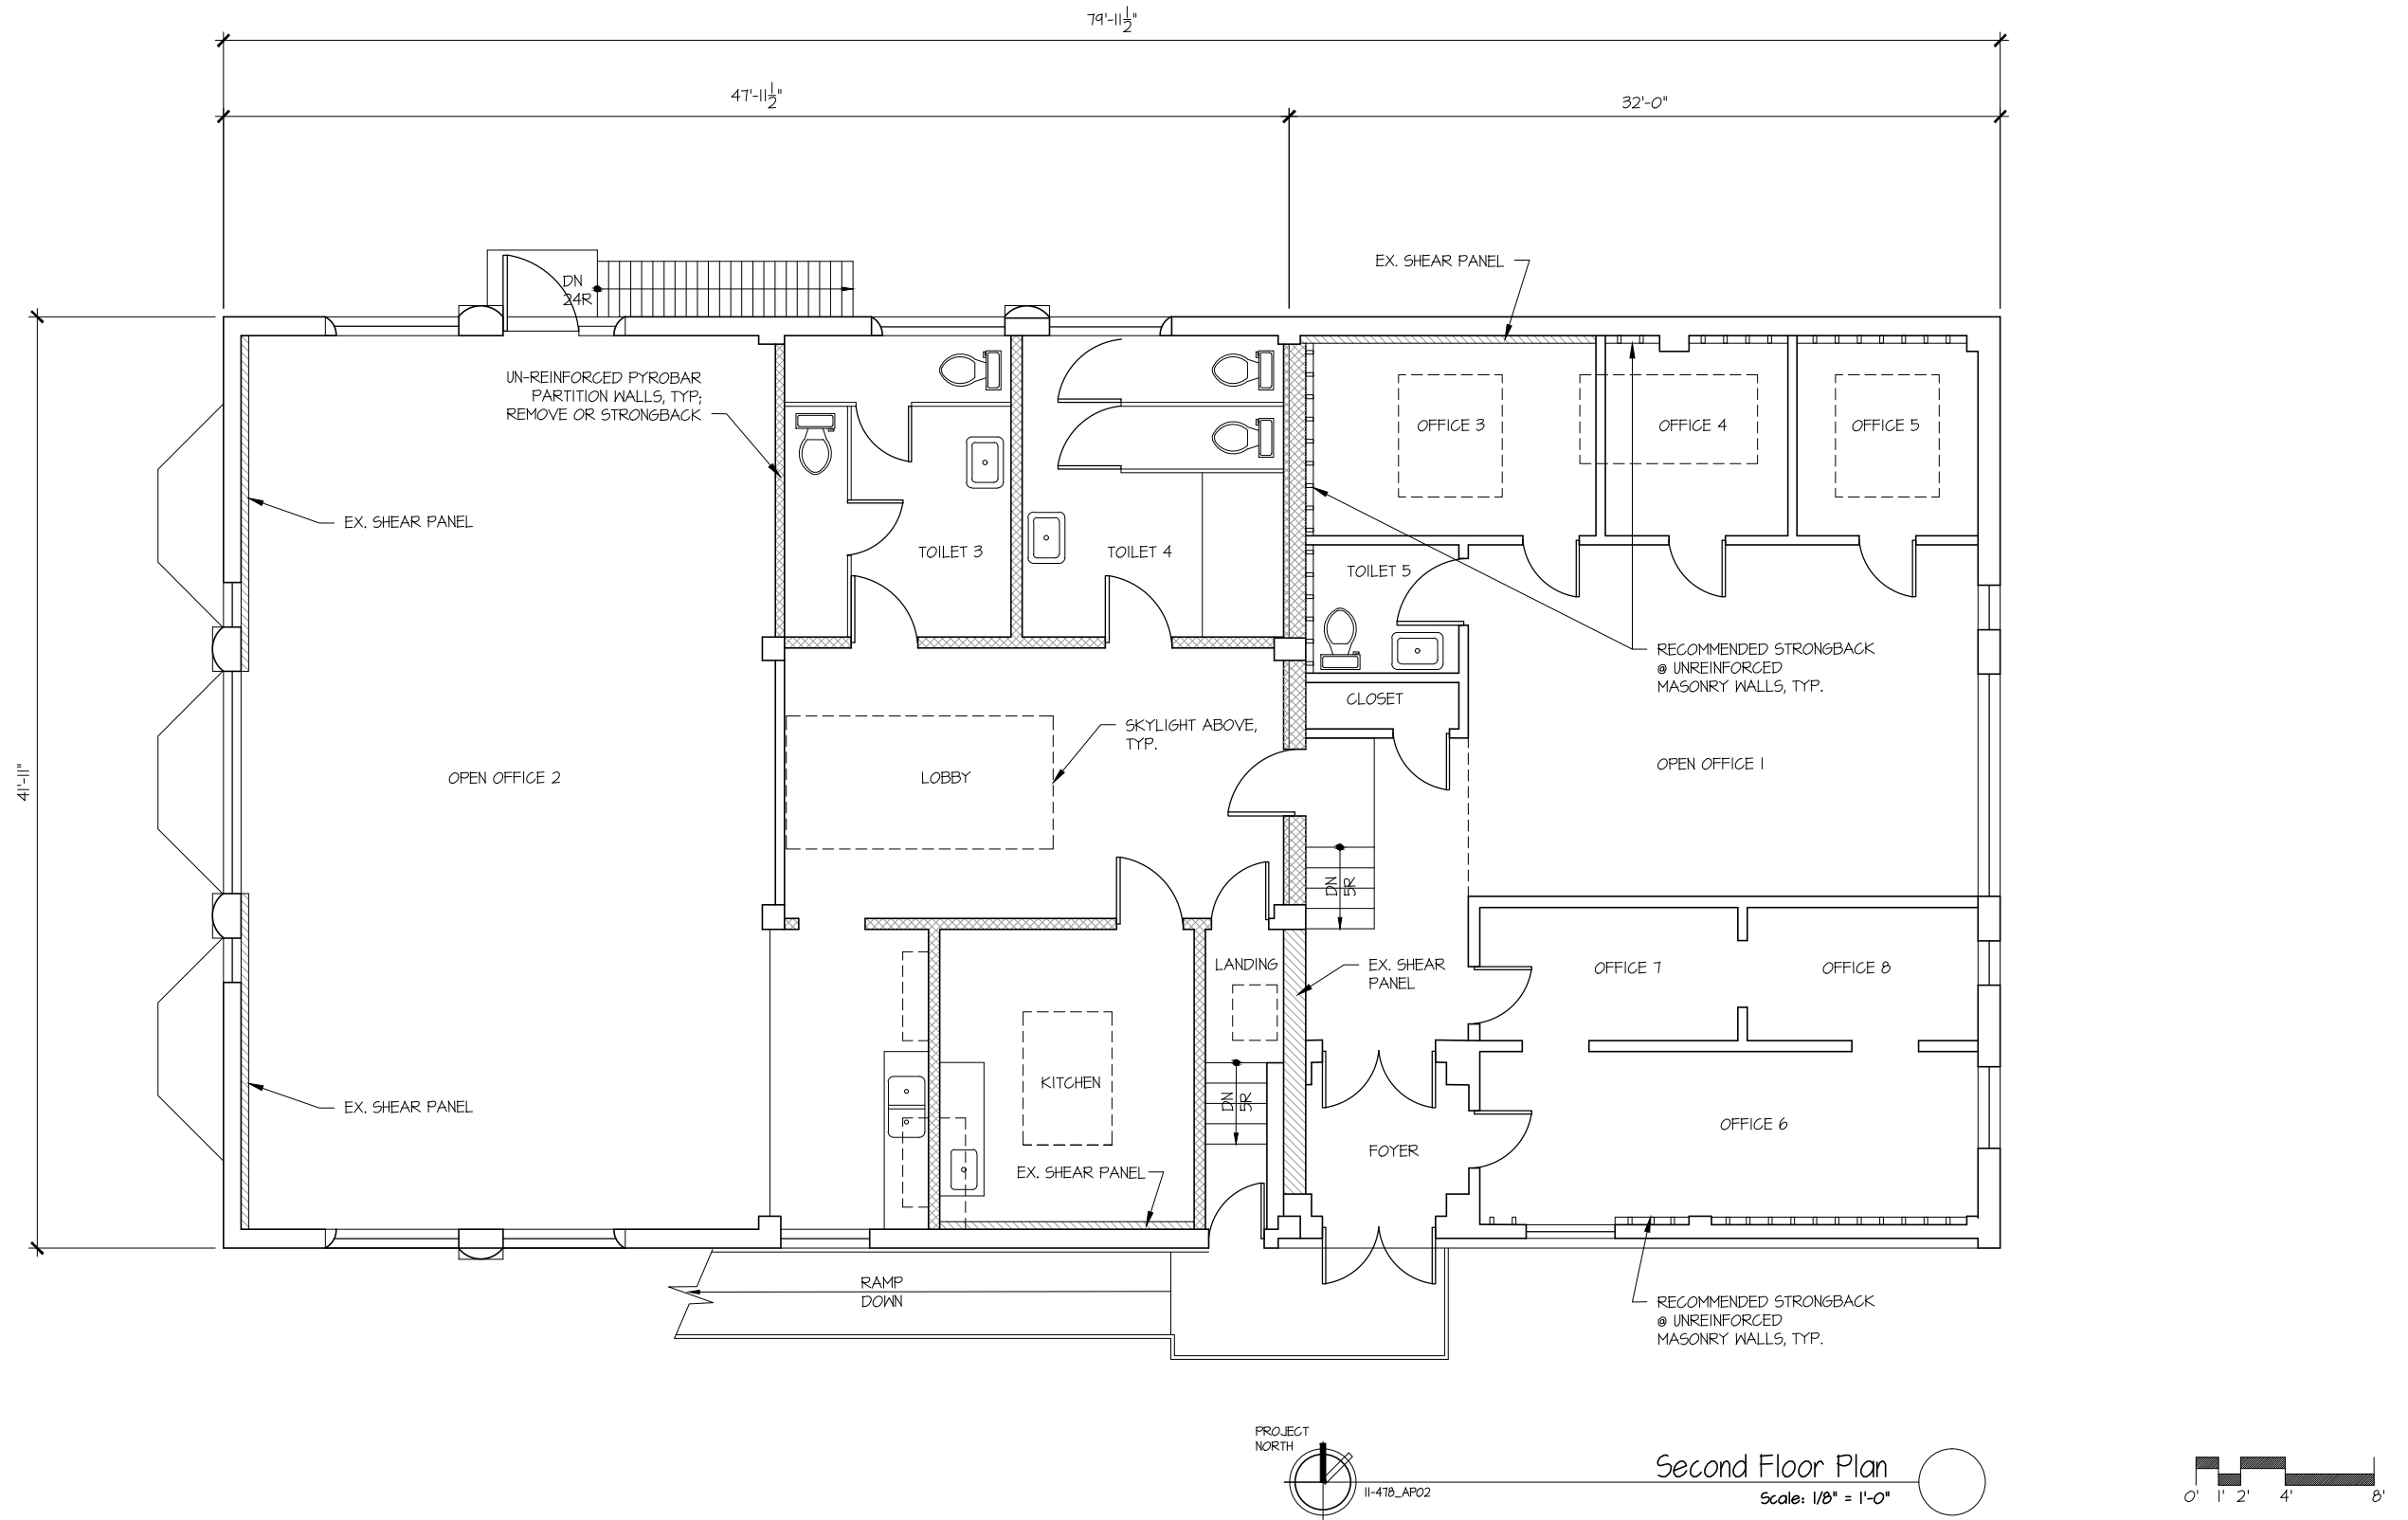 79'-11½"
47'-11½"
32'-0"
41'-11"
EX. SHEAR PANEL
DN
24R
UN-REINFORCED PYROBAR
PARTITION WALLS, TYP;
REMOVE OR STRONGBACK
OFFICE 3
OFFICE 4
OFFICE 5
EX. SHEAR PANEL
TOILET 3
TOILET 4
TOILET 5
RECOMMENDED STRONGBACK
@ UNREINFORCED
MASONRY WALLS, TYP.
CLOSET
SKYLIGHT ABOVE,
TYP.
OPEN OFFICE 2
LOBBY
OPEN OFFICE 1
DN
5R
LANDING
EX. SHEAR
PANEL
OFFICE 7
OFFICE 8
KITCHEN
DN
5R
EX. SHEAR PANEL
OFFICE 6
FOYER
EX. SHEAR PANEL
RAMP
DOWN
RECOMMENDED STRONGBACK
@ UNREINFORCED
MASONRY WALLS, TYP.
PROJECT
NORTH
11-478_AP02
Second Floor Plan
Scale: 1/8" = 1'-0"
0' 1' 2' 4' 8'